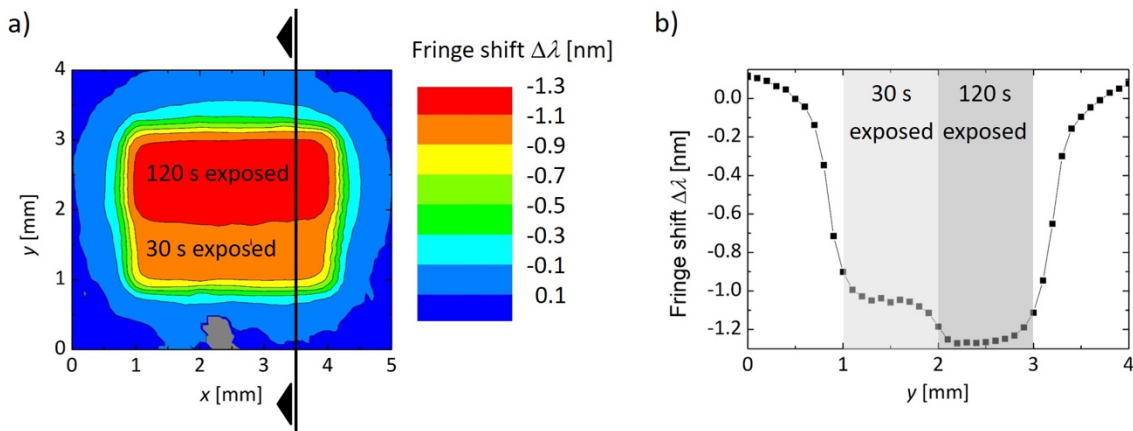 a)
Fringe shift Δλ [nm]
4
3
2
1
0
y [mm]
120 s exposed
30 s exposed
0
1
2
3
4
5
x [mm]
-1.3
-1.1
-0.9
-0.7
-0.5
-0.3
-0.1
0.1
b)
0.0
-0.2
-0.4
-0.6
-0.8
-1.0
-1.2
Fringe shift Δλ [nm]
30 s
exposed
120 s
exposed
0
1
2
3
4
y [mm]